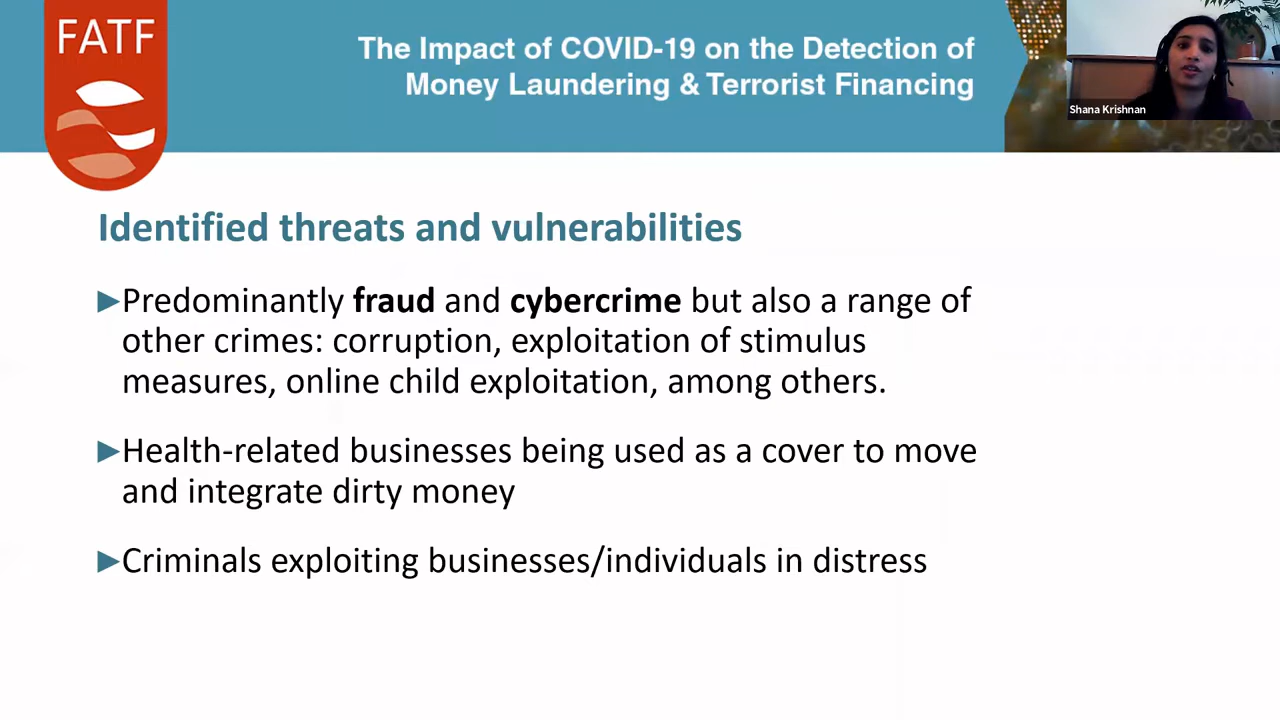 FATF
The Impact of COVID-19 on the Detection of
Money Laundering & Terrorist Financing
Shana Krishnan
Identified threats and vulnerabilities
►Predominantly fraud and cybercrime but also a range of
other crimes: corruption, exploitation of stimulus
measures, online child exploitation, among others.
►Health-related businesses being used as a cover to move
and integrate dirty money
►Criminals exploiting businesses/individuals in distress